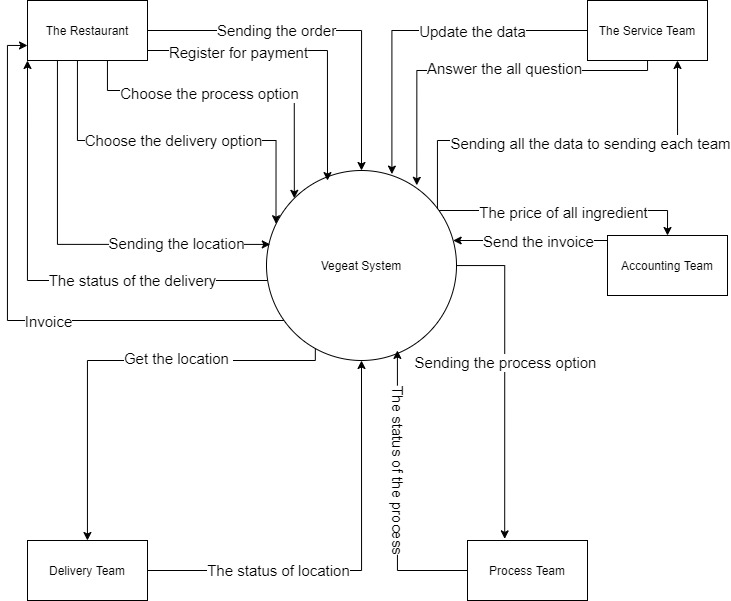 The Restaurant
Sending the order
Update the data
The Service Team
Register for payment
Answer the all question
Choose the process option
Choose the delivery option
Sending all the data to sending each team
The price of all ingredient
Sending the location
Send the invoice
Vegeat System
Accounting Team
The status of the delivery
Invoice
Get the location
Sending the process option
The status of the process
Delivery Team
The status of location
Process Team